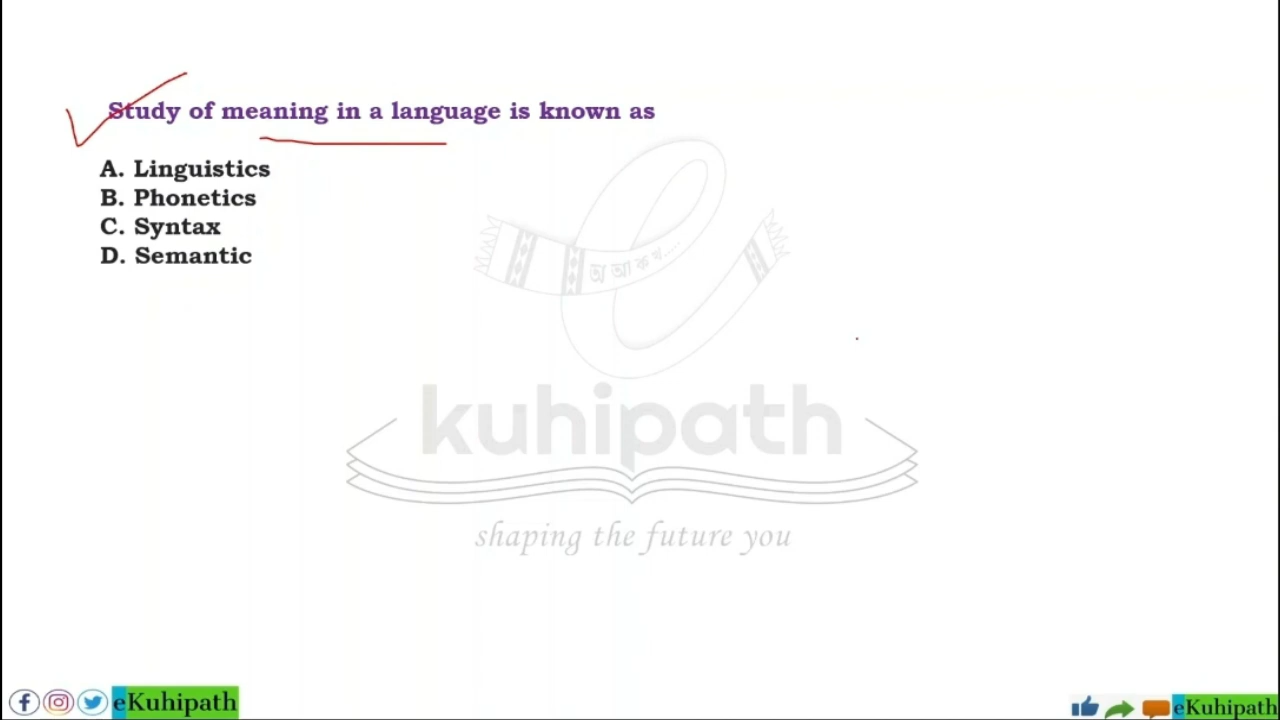 Study of meaning in a language is known as
A. Linguistics
B. Phonetics
C. Syntax
D. Semantic
অ আ ক খ....
kuhipath
shaping the future you
eKuhipath
eKuhipath